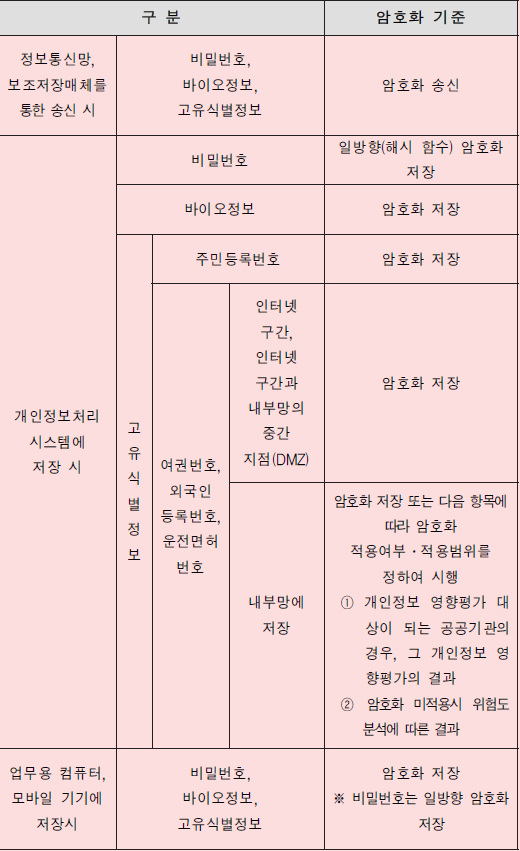 구 분
암호화 기준
정보통신망,
보조저장매체를
통한 송신 시
비밀번호,
바이오정보,
고유식별정보
암호화 송신
개인정보처리
시스템에
저장 시
비밀번호
일방향(해시 함수) 암호화
저장
바이오정보
암호화 저장
고
유
식
별
정
보
주민등록번호
암호화 저장
여권번호,
외국인
등록번호,
운전면허
번호
인터넷
구간,
인터넷
구간과
내부망의
중간
지점(DMZ)
암호화 저장
내부망에
저장
암호화 저장 또는 다음 항목에
따라 암호화
적용여부・적용범위를
정하여 시행
① 개인정보 영향평가 대
상이 되는 공공기관의
경우, 그 개인정보 영
향평가의 결과
② 암호화 미적용시 위험도
분석에 따른 결과
업무용 컴퓨터,
모바일 기기에
저장시
비밀번호,
바이오정보,
고유식별정보
암호화 저장
※ 비밀번호는 일방향 암호화
저장